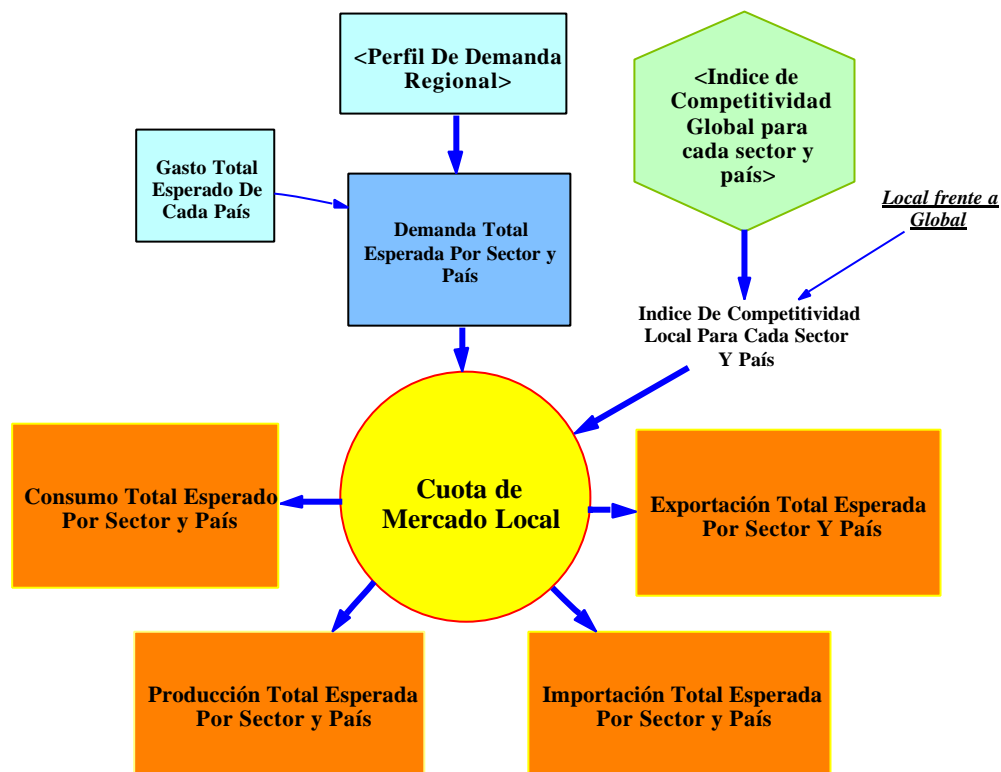 <Perfil De Demanda
Regional>
<Indice de
Competitividad
Global para
cada sector y
país>
Gasto Total
Esperado De
Cada País
Local frente a
Global
Demanda Total
Esperada Por Sector y
País
Indice De Competitividad
Local Para Cada Sector
Y País
Consumo Total Esperado
Por Sector y País
Cuota de
Mercado Local
Exportación Total Esperada
Por Sector Y País
Producción Total Esperada
Por Sector y País
Importación Total Esperada
Por Sector y País